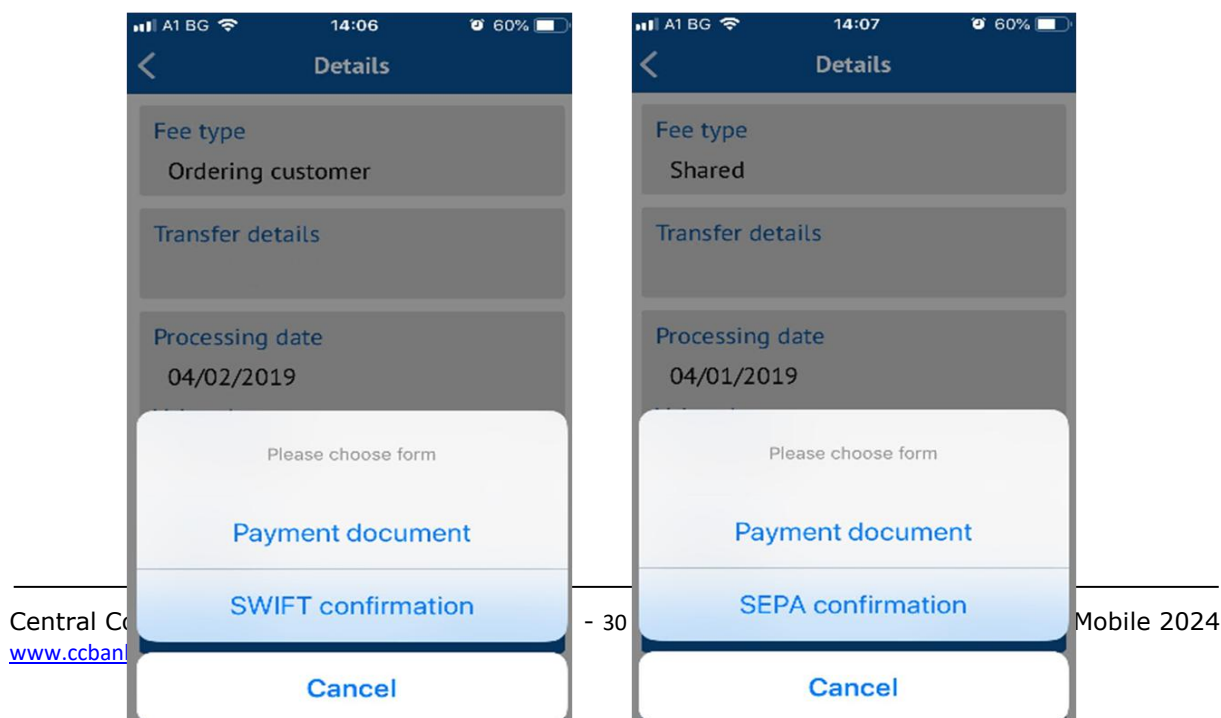 A1 BG 14:06 60%
Details
Fee type
Ordering customer
Transfer details
Processing date
04/02/2019
Please choose form
Payment document
SWIFT confirmation
Cancel
A1 BG 14:07 60%
Details
Fee type
Shared
Transfer details
Processing date
04/01/2019
Please choose form
Payment document
SEPA confirmation
Cancel
Central - 30 Mobile 2024